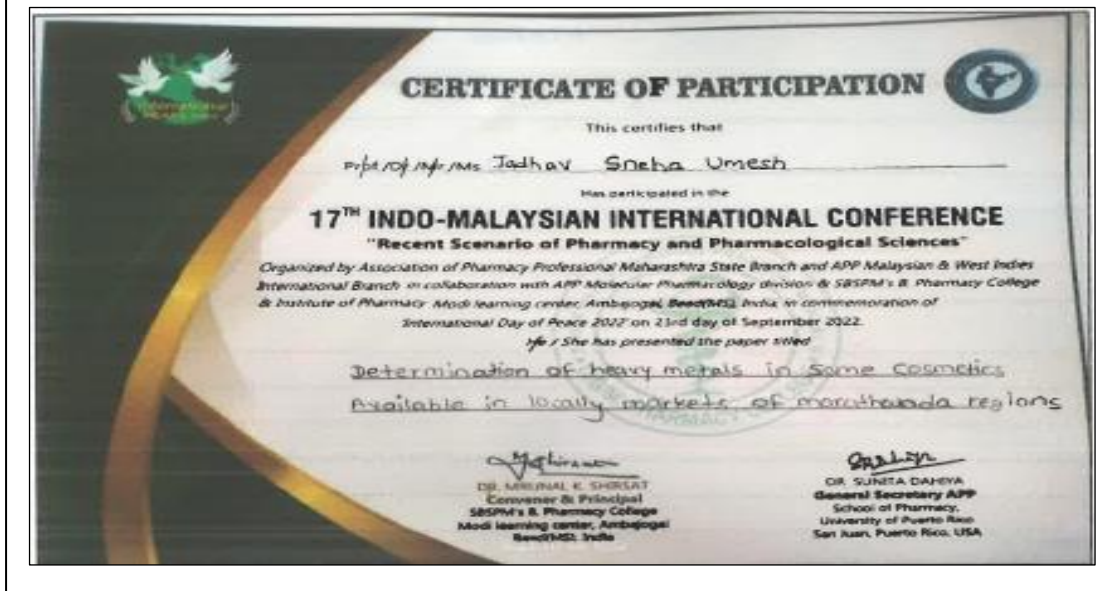 CERTIFICATE OF PARTICIPATION
This certifies that
Jadhav Sneha Umesh
Has participated in the
17TH INDO-MALAYSIAN INTERNATIONAL CONFERENCE
"Recent Scenario of Pharmacy and Pharmacological Sciences"
Organized by Association of Pharmacy Professional Maharashtra State Branch and APP Malaysian & West Indies
International Branch in collaboration with APP Molecular Pharmacology division & SBSPM's B. Pharmacy College
& Institute of Pharmacy Modi learning center, Ambajogai, Beed(MS), India in commemoration of
'International Day of Peace 2022' on 23rd day of September 2022.
He / She has presented the paper titled
Determination of heavy metals in Some Cosmetics
Available in locally markets of marathawada regions
DR. MRUNAL K. SHIRSAT
Convener & Principal
SBSPM's B. Pharmacy College
Modi learning center, Ambajogai
Beed(MS), India
DR. SUNITA DAHIYA
General Secretary APP
School of Pharmacy,
University of Puerto Rico
San Juan, Puerto Rico, USA